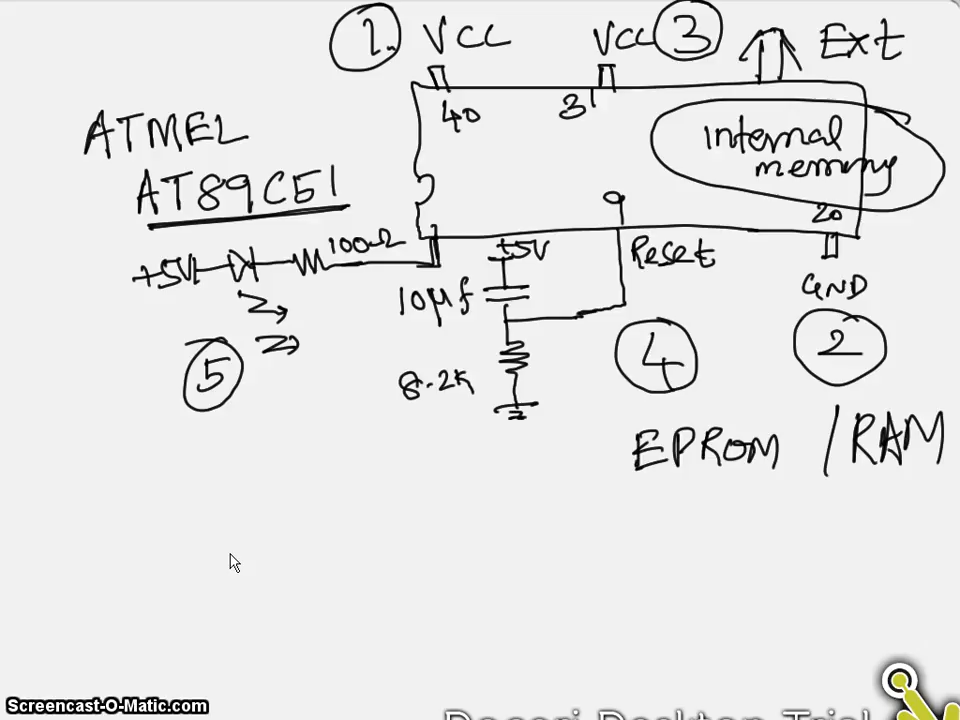 1. VCC VCC 3 Ext
40 31
ATMEL
internal
memory
AT89C51
9 20
+5V 100Ω +5V Reset
10μf GND
5 4 2
8.2K
EPROM /RAM
Screencast-O-Matic.com